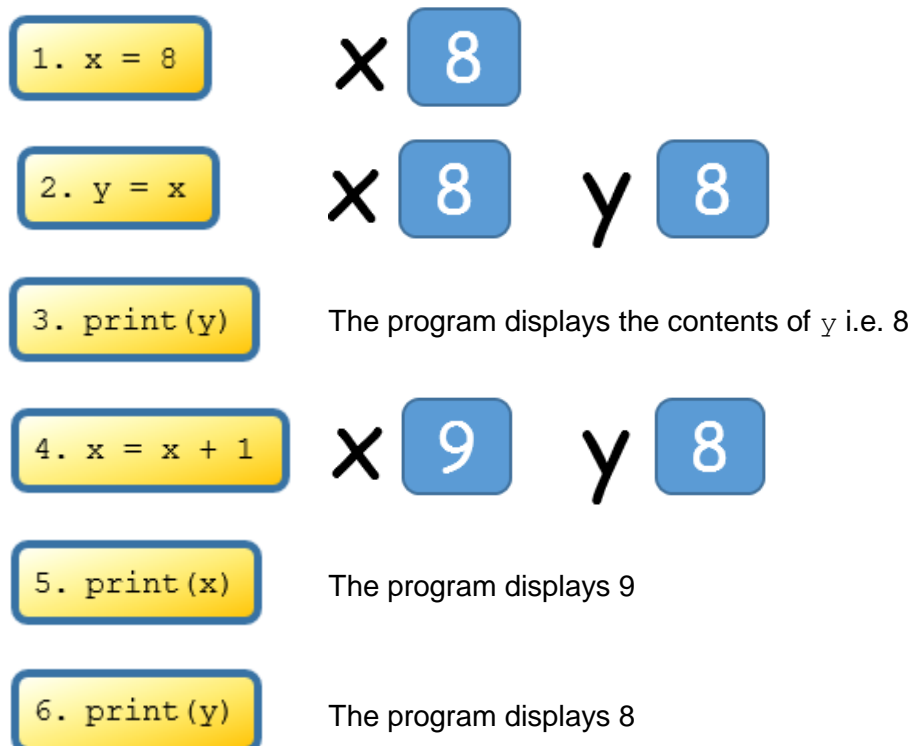 1. x = 8 x 8
2. y = x x 8 y 8
3. print(y) The program displays the contents of y i.e. 8
4. x = x + 1 x 9 y 8
5. print(x) The program displays 9
6. print(y) The program displays 8